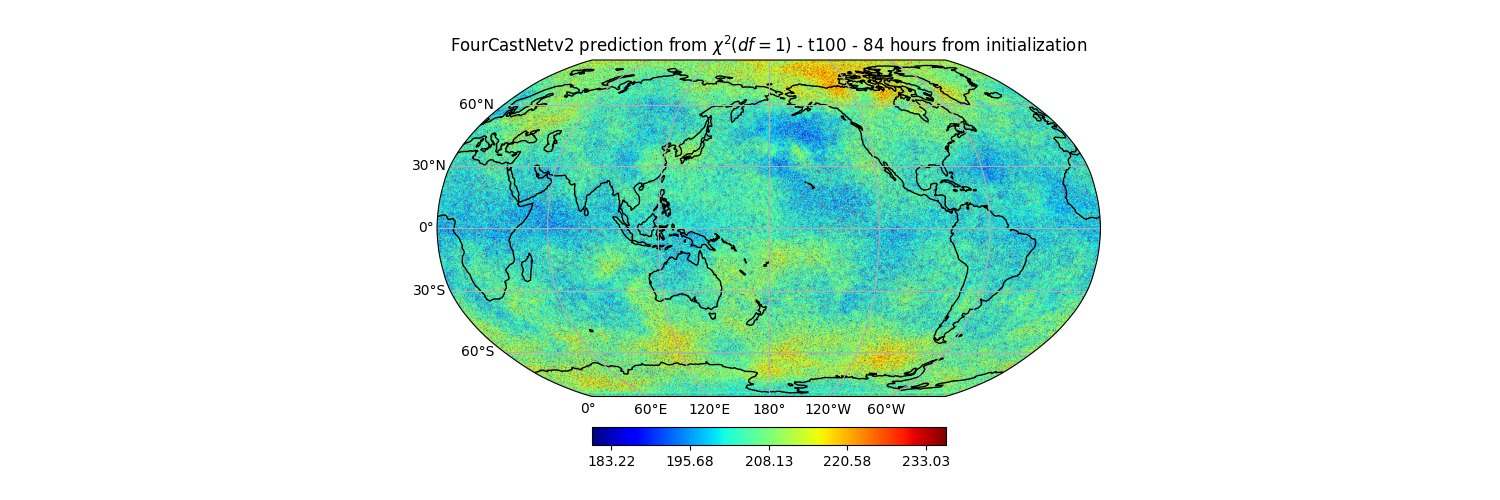 FourCastNetv2 prediction from χ²(df = 1) - t100 - 84 hours from initialization
60°N
30°N
0°
30°S
60°S
0° 60°E 120°E 180° 120°W 60°W
183.22 195.68 208.13 220.58 233.03